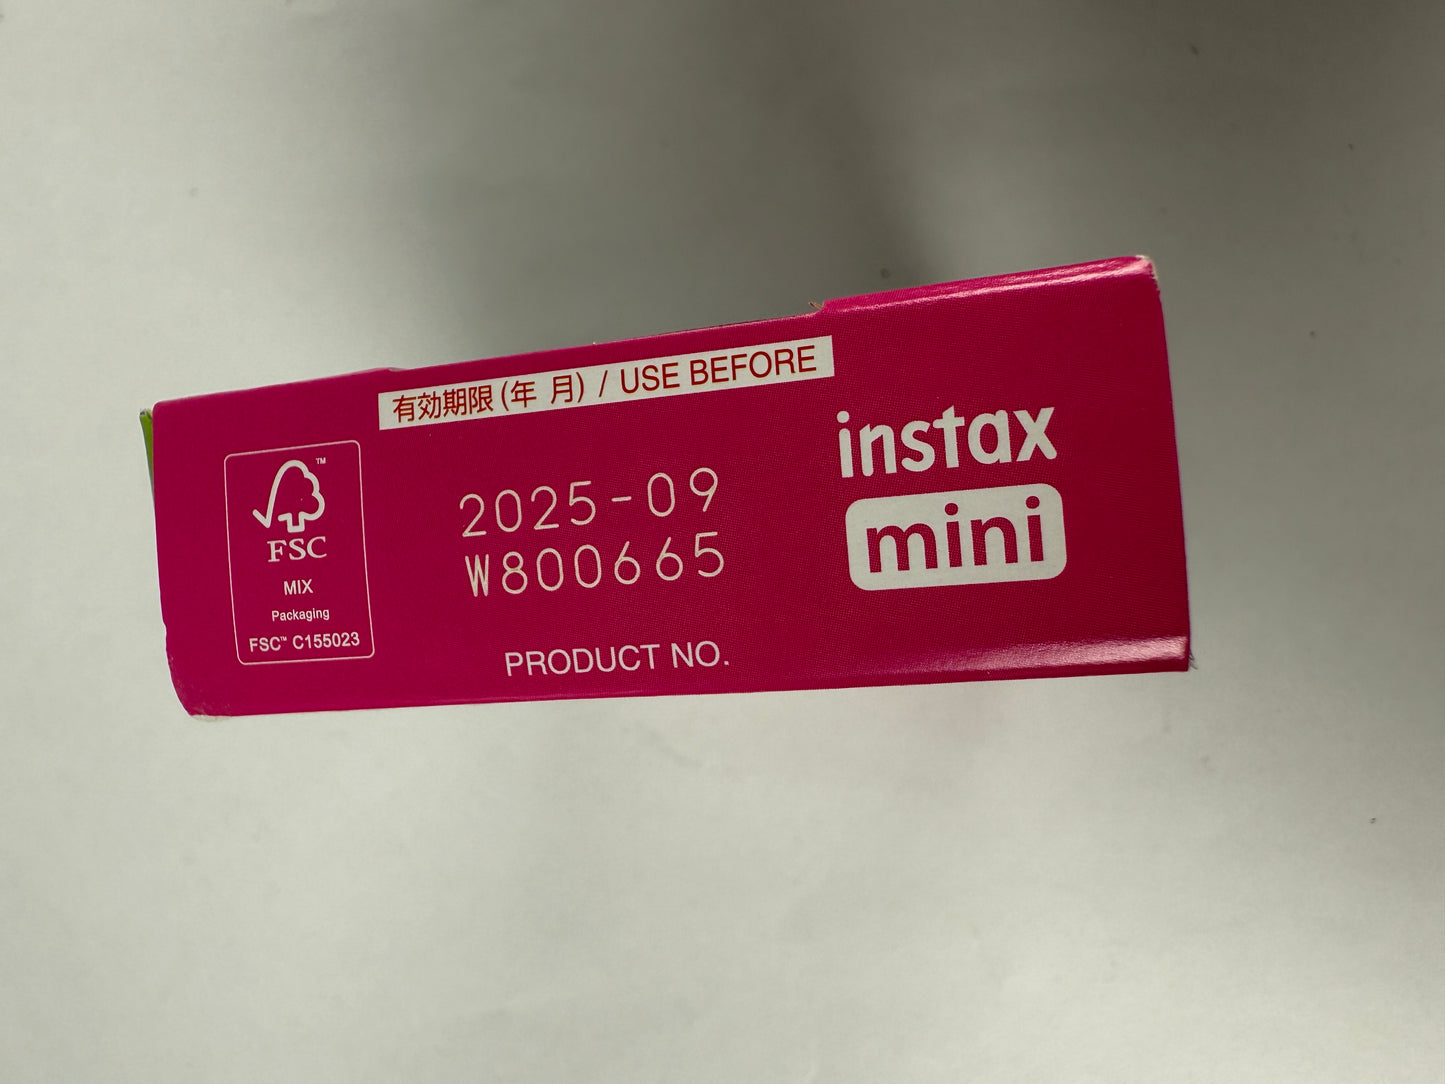 有効期限 (年 月) / USE BEFORE
2025-09
W800665
PRODUCT NO.
instax
mini
TM
FSC
MIX
Packaging
FSC™ C155023